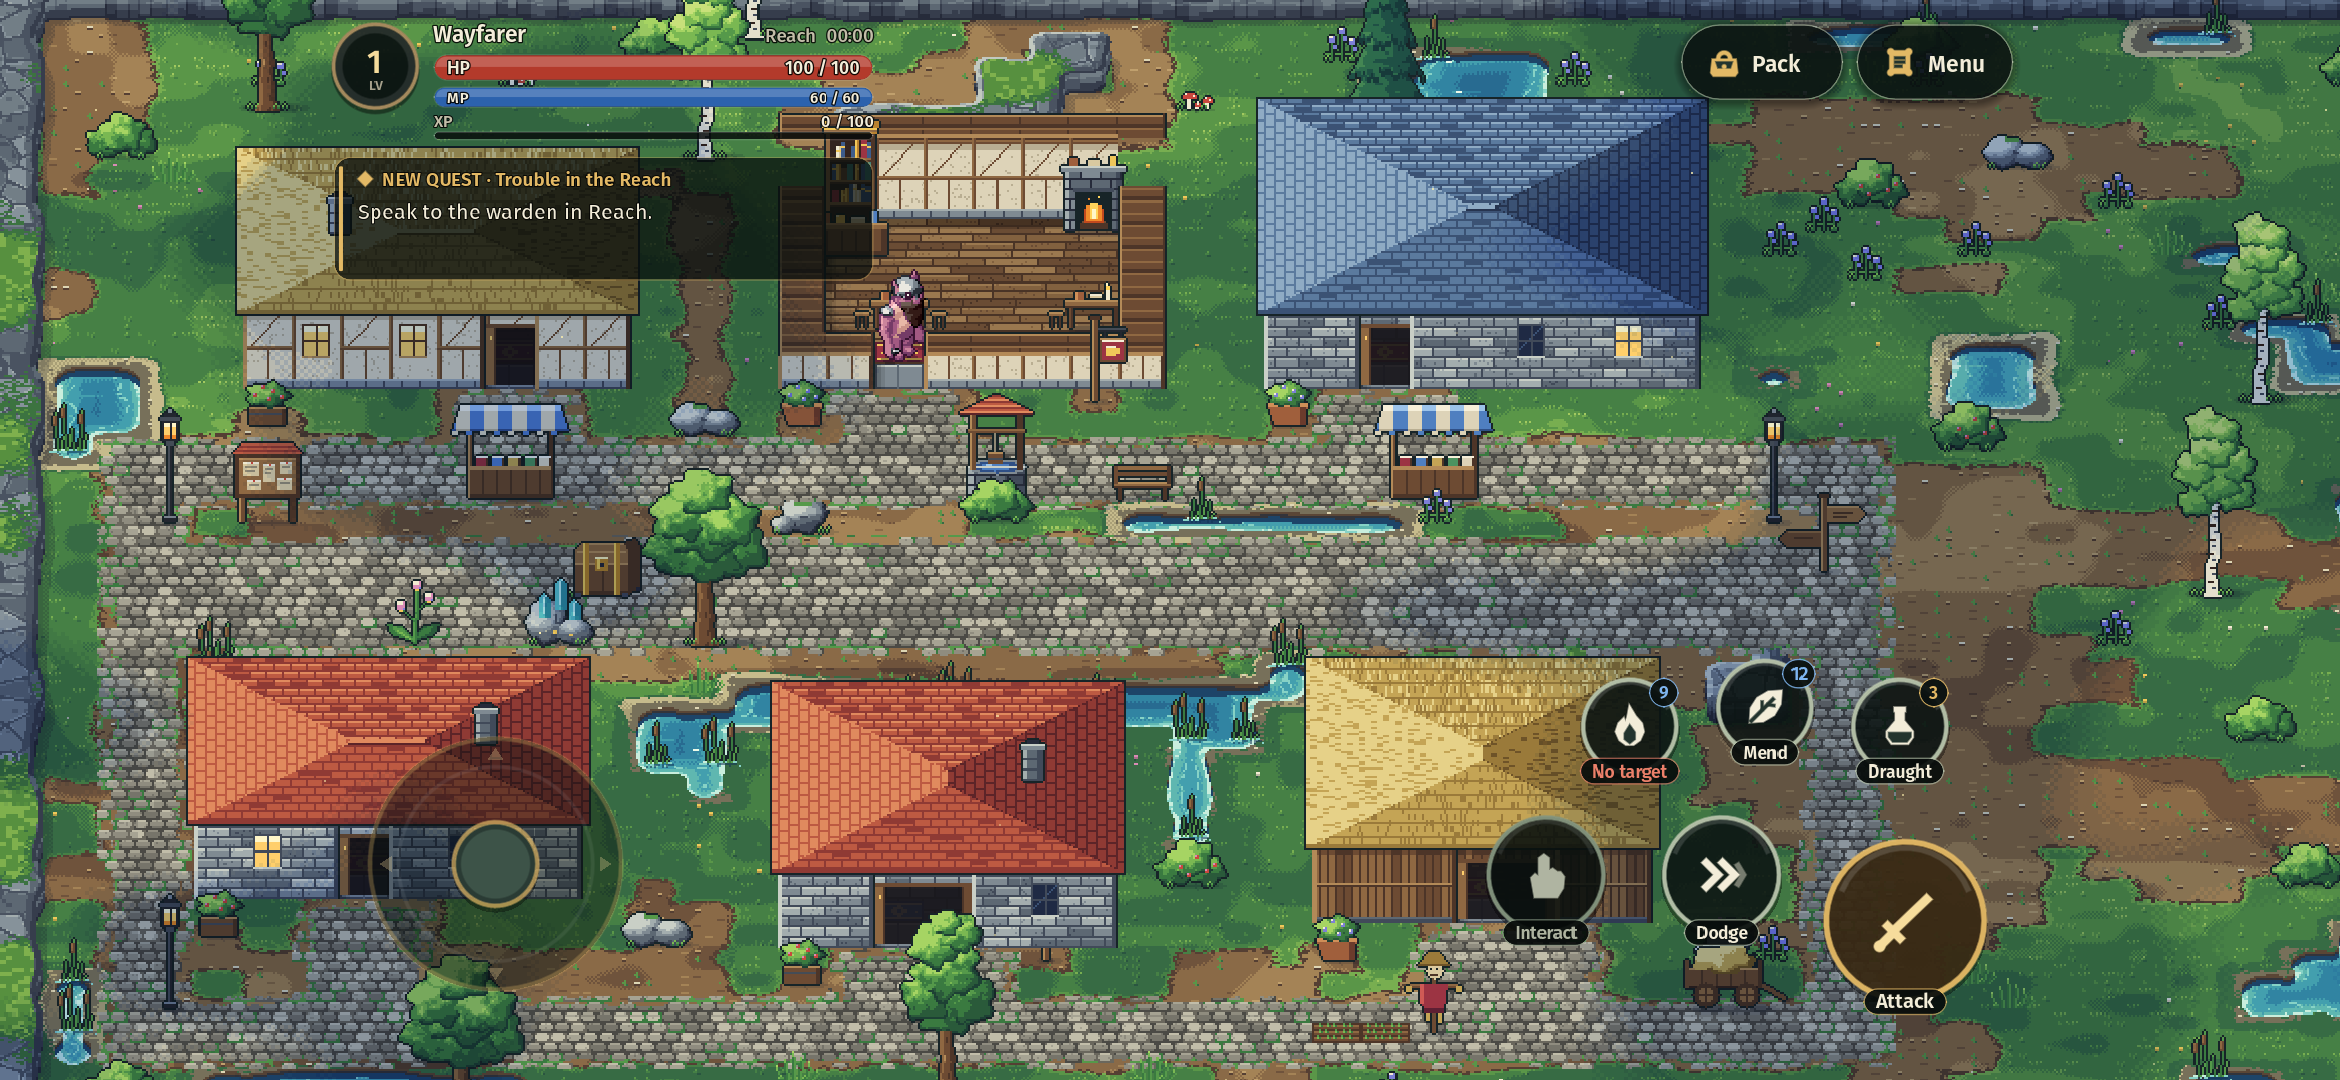 Wayfarer
Reach 00:00
1
LV
HP 100 / 100
MP 60 / 60
XP 0 / 100
NEW QUEST · Trouble in the Reach
Speak to the warden in Reach.
Pack
Menu
9
No target
12
Mend
3
Draught
Interact
Dodge
Attack